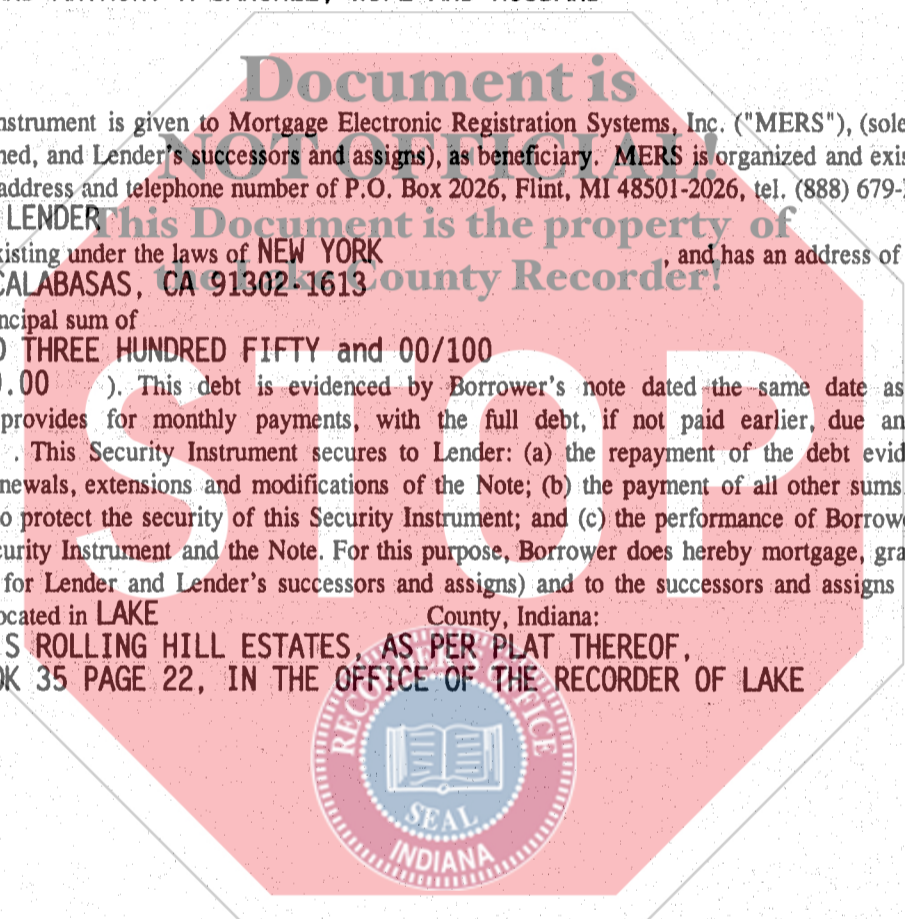 Document is
nstrument is given to Mortgage Electronic Registration Systems, Inc. ("MERS"), (sole
NOT OFFICIAL!
ned, and Lender's successors and assigns), as beneficiary. MERS is organized and exis
address and telephone number of P.O. Box 2026, Flint, MI 48501-2026, tel. (888) 679-
LENDER
This Document is the property of
xisting under the laws of NEW YORK , and has an address of
the Lake County Recorder!
CALABASAS, CA 91302-1613
ncipal sum of
THREE HUNDRED FIFTY and 00/100
.00 ). This debt is evidenced by Borrower's note dated the same date as
provides for monthly payments, with the full debt, if not paid earlier, due an
STOP
. This Security Instrument secures to Lender: (a) the repayment of the debt evid
newals, extensions and modifications of the Note; (b) the payment of all other sums
o protect the security of this Security Instrument; and (c) the performance of Borrowe
curity Instrument and the Note. For this purpose, Borrower does hereby mortgage, gra
for Lender and Lender's successors and assigns) and to the successors and assigns
ocated in LAKE County, Indiana:
S ROLLING HILL ESTATES, AS PER PLAT THEREOF,
OK 35 PAGE 22, IN THE OFFICE OF THE RECORDER OF LAKE
RECORDER'S OFFICE
SEAL
INDIANA